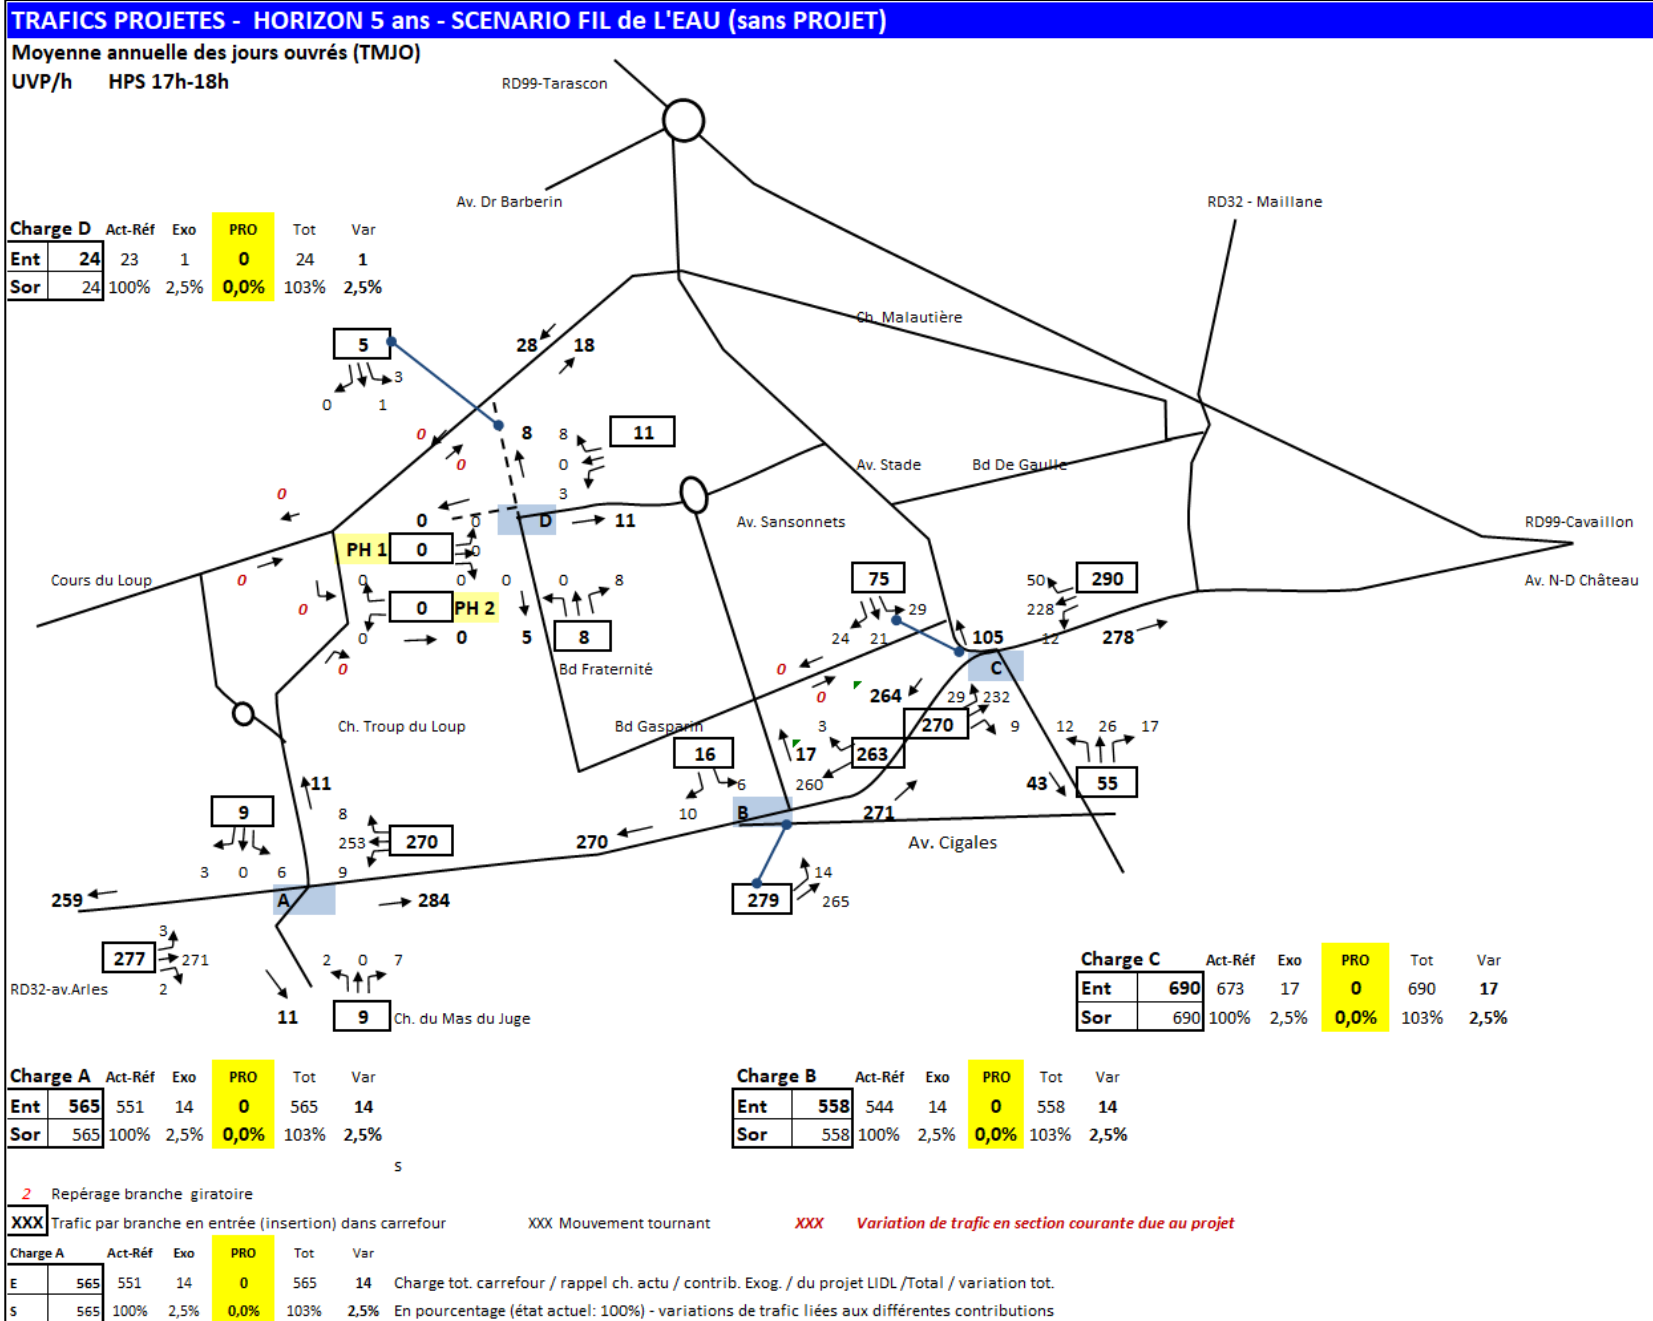 TRAFICS PROJETES - HORIZON 5 ans - SCENARIO FIL de L'EAU (sans PROJET)
Moyenne annuelle des jours ouvrés (TMJO)
UVP/h HPS 17h-18h
RD99-Tarascon
Av. Dr Barberin
RD32 - Maillane
Charge D Act-Réf Exo PRO Tot Var
Ent 24 23 1 0 24 1
Sor 24 100% 2,5% 0,0% 103% 2,5%
Ch. Malautière
5 28 18
3
0 1
0 8 8 11
0 0 Av. Stade Bd De Gaulle
0 3
0 0 D 11 Av. Sansonnets RD99-Cavaillon
PH 1 0 0
Cours du Loup 0 0 0 0 0 8 75 50 290 Av. N-D Château
0 0 PH 2 29 228
0 0 5 8 24 21 105 12 278
0 Bd Fraternité 0 C
0 264 29 232
Ch. Troup du Loup Bd Gasparin 3 270 9 12 26 17
16 17 263
11 6 260 43 55
9 8 10 B 271
253 270 270 Av. Cigales
3 0 6 9 14
259 A 284 279 265
3
277 271 2 0 7
RD32-av.Arles 2
11 9 Ch. du Mas du Juge
Charge C Act-Réf Exo PRO Tot Var
Ent 690 673 17 0 690 17
Sor 690 100% 2,5% 0,0% 103% 2,5%
Charge A Act-Réf Exo PRO Tot Var
Ent 565 551 14 0 565 14
Sor 565 100% 2,5% 0,0% 103% 2,5%
Charge B Act-Réf Exo PRO Tot Var
Ent 558 544 14 0 558 14
Sor 558 100% 2,5% 0,0% 103% 2,5%
s
2 Repérage branche giratoire
XXX Trafic par branche en entrée (insertion) dans carrefour XXX Mouvement tournant XXX Variation de trafic en section courante due au projet
Charge A Act-Réf Exo PRO Tot Var
E 565 551 14 0 565 14 Charge tot. carrefour / rappel ch. actu / contrib. Exog. / du projet LIDL /Total / variation tot.
S 565 100% 2,5% 0,0% 103% 2,5% En pourcentage (état actuel: 100%) - variations de trafic liées aux différentes contributions